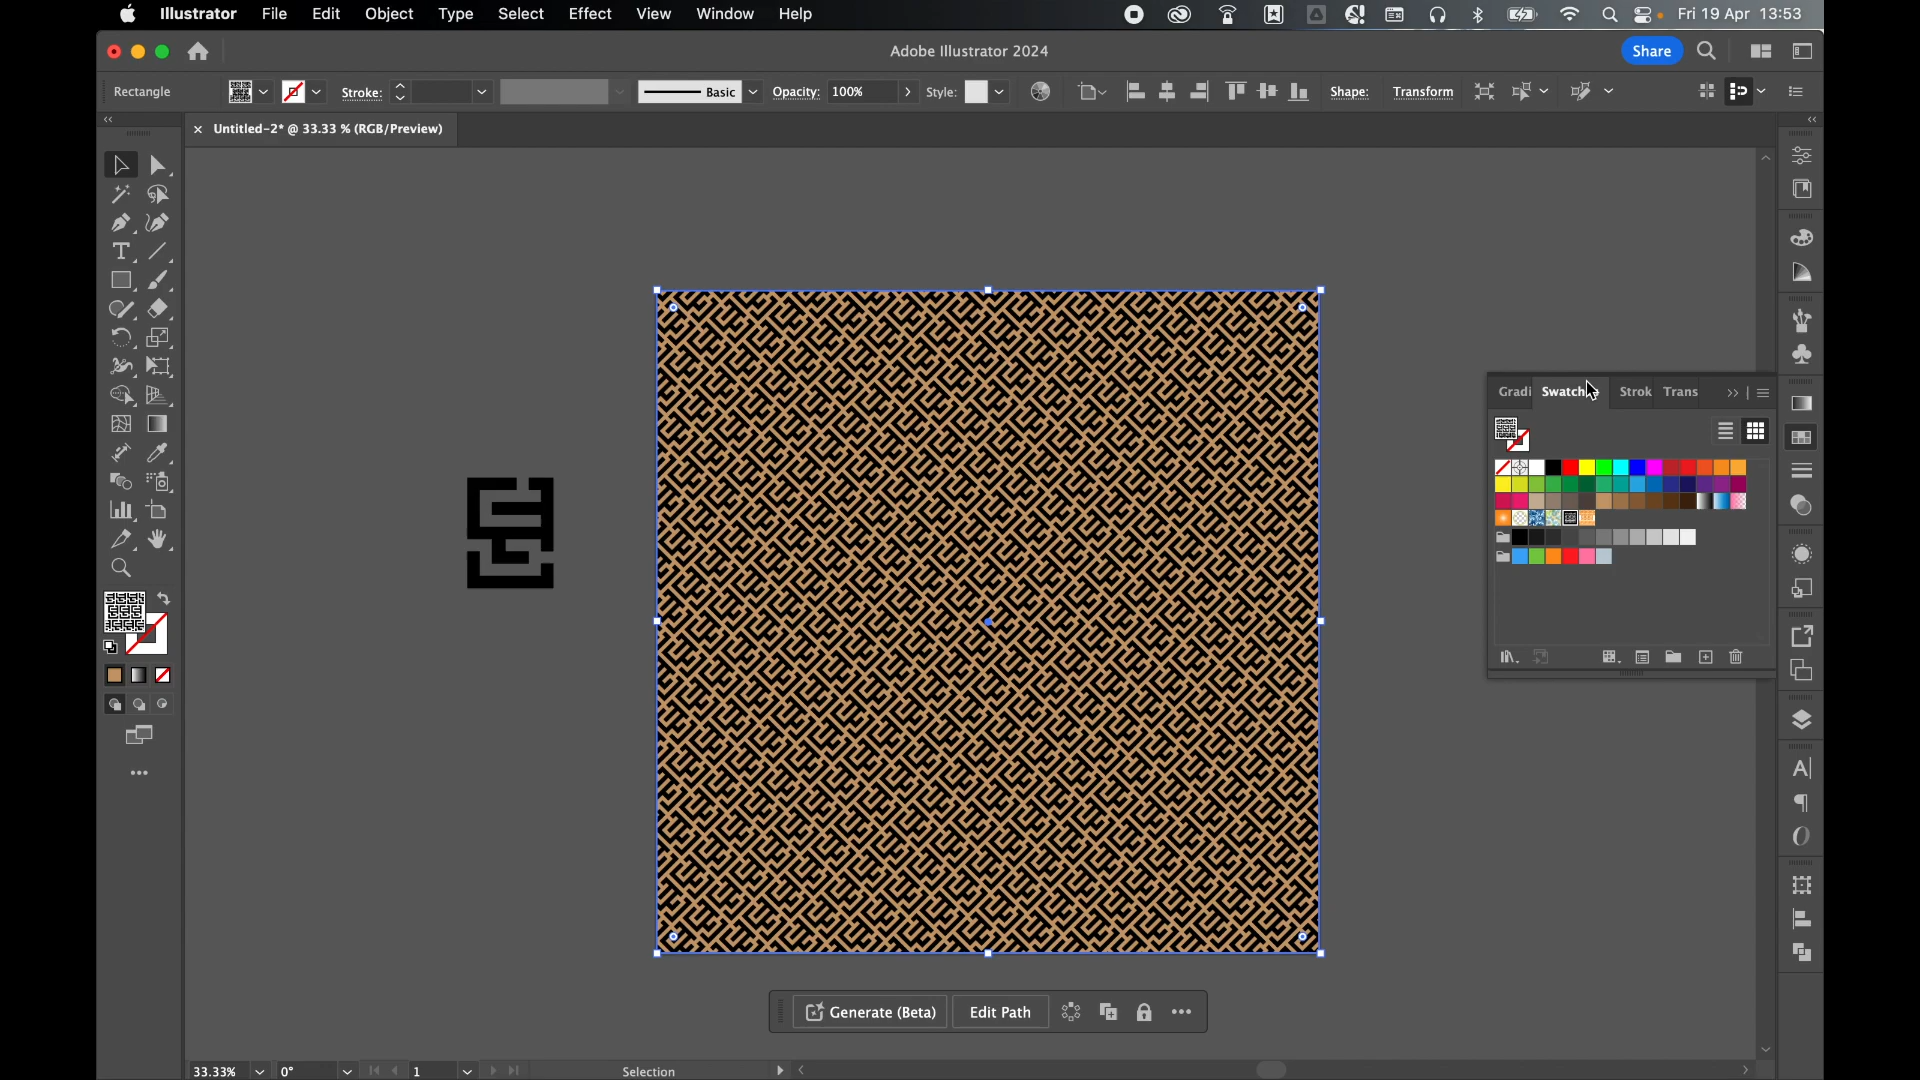 Illustrator File Edit Object Type Select Effect View Window Help Fri 19 Apr 13:53
Adobe Illustrator 2024
Share
Rectangle Stroke: Basic Opacity: 100% Style: Shape: Transform
Untitled-2* @ 33.33 % (RGB/Preview)
Gradi Swatches Strok Trans
Generate (Beta) Edit Path
33.33% 0° 1 Selection